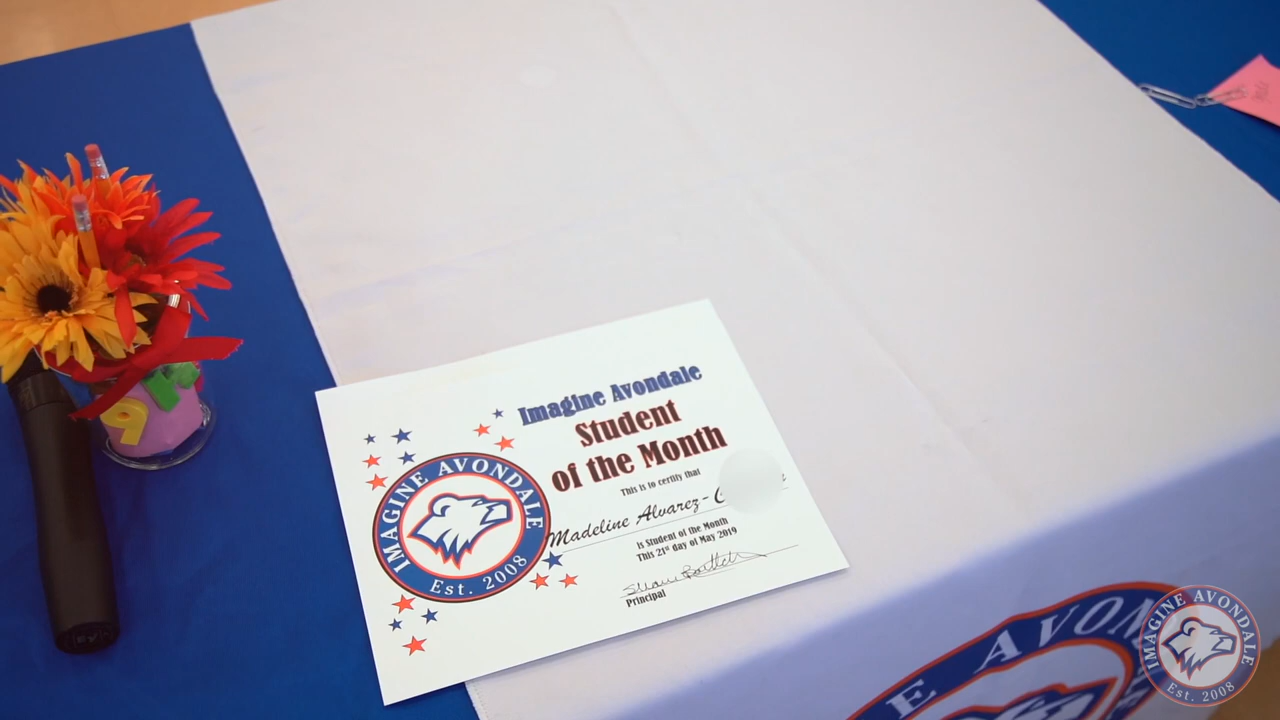 Imagine Avondale
Student
of the Month
This is to certify that
Madeline Alvarez-
is Student of the Month
This 21st day of May 2019
Principal
IMAGINE AVONDALE
Est. 2008
E AVON
IMAGINE AVONDALE
Est. 2008